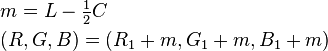 m = L − ½C
(R, G, B) = (R₁ + m, G₁ + m, B₁ + m)